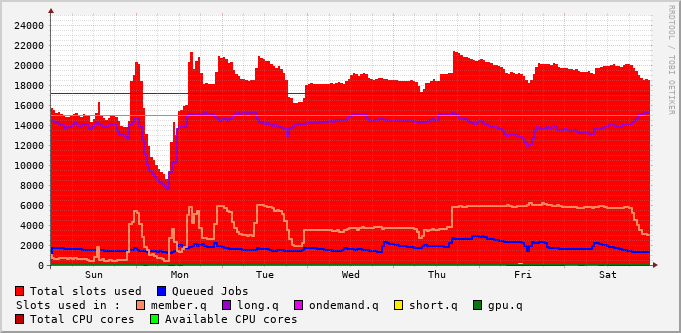 RRDTOOL / TOBI OETIKER
24000
22000
20000
18000
16000
14000
12000
10000
8000
6000
4000
2000
0
Sun Mon Tue Wed Thu Fri Sat
Total slots used Queued Jobs
Slots used in : member.q long.q ondemand.q short.q gpu.q
Total CPU cores Available CPU cores